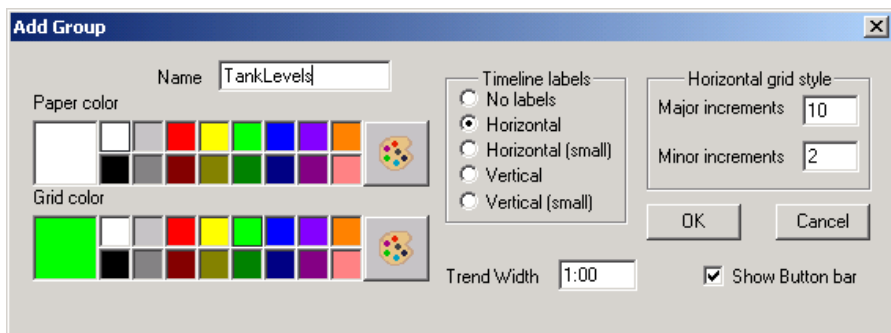 Add Group
Name TankLevels
Paper color
Grid color
Timeline labels
No labels
Horizontal
Horizontal (small)
Vertical
Vertical (small)
Horizontal grid style
Major increments 10
Minor increments 2
OK Cancel
Trend Width 1:00
Show Button bar